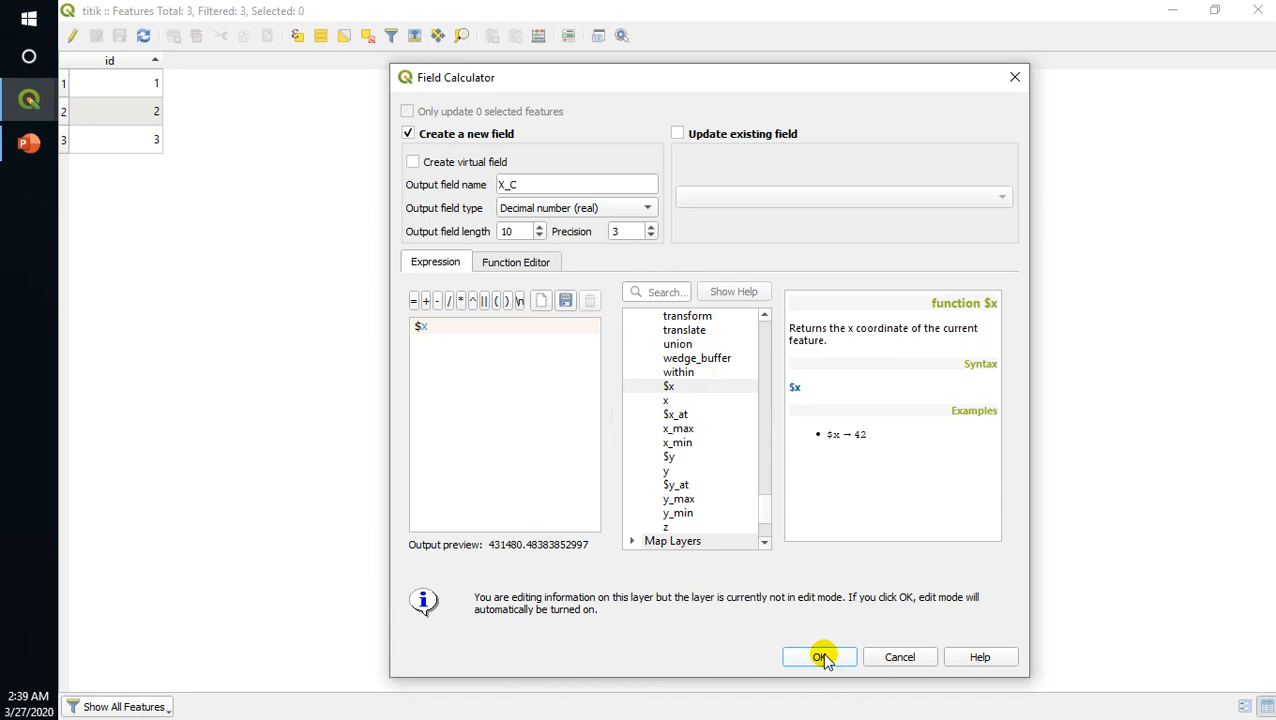 titik :: Features Total: 3, Filtered: 3, Selected: 0
id
1 1
2 2
3 3
Field Calculator
Only update 0 selected features
Create a new field
Update existing field
Create virtual field
Output field name X_C
Output field type Decimal number (real)
Output field length 10 Precision 3
Expression Function Editor
= + - / * ^ || ( ) \n
Search... Show Help
$x
transform
translate
union
wedge_buffer
within
$x
x
$x_at
x_max
x_min
$y
y
$y_at
y_max
y_min
z
Map Layers
function $x
Returns the x coordinate of the current
feature.
Syntax
$x
Examples
• $x → 42
Output preview: 431480.48383852997
You are editing information on this layer but the layer is currently not in edit mode. If you click OK, edit mode will
automatically be turned on.
OK Cancel Help
Show All Features
2:39 AM
3/27/2020